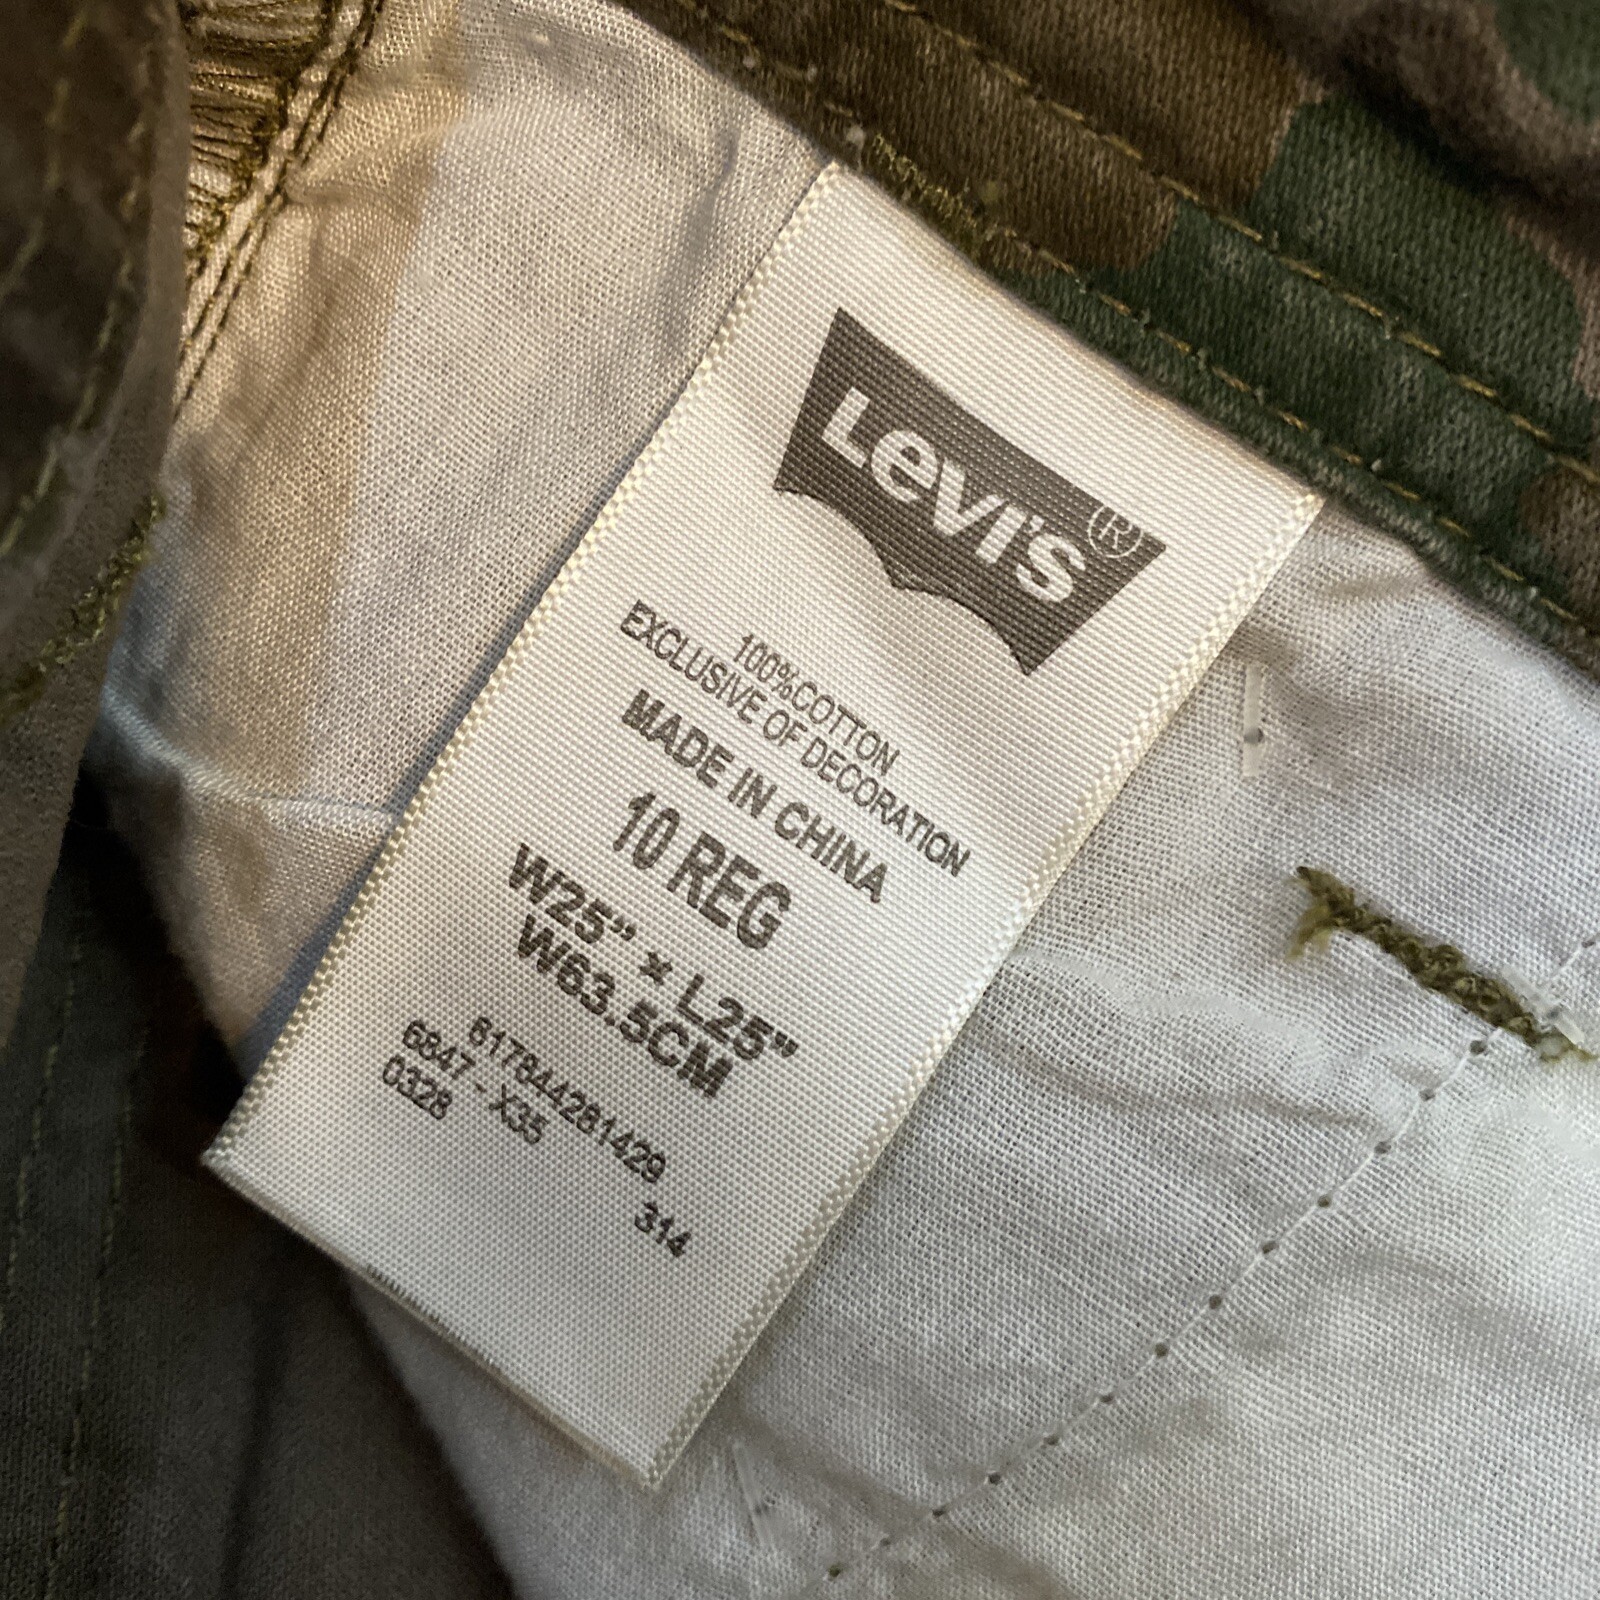 Levi's®
100%COTTON
EXCLUSIVE OF DECORATION
MADE IN CHINA
10 REG
W25" x L25"
W63.5CM
617844281429
6847 - X35
0328
314